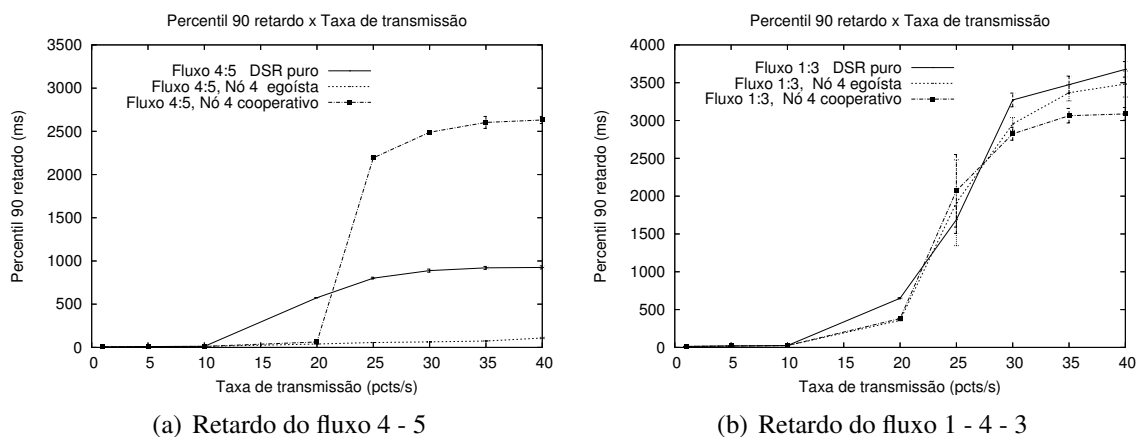 Percentil 90 retardo x Taxa de transmissão
3500
3000
2500
2000
1500
1000
500
0
Percentil 90 retardo (ms)
Fluxo 4:5 DSR puro
Fluxo 4:5, Nó 4 egoísta
Fluxo 4:5, Nó 4 cooperativo
0 5 10 15 20 25 30 35 40
Taxa de transmissão (pcts/s)
(a) Retardo do fluxo 4 - 5
Percentil 90 retardo x Taxa de transmissão
4000
3500
3000
2500
2000
1500
1000
500
0
Percentil 90 retardo (ms)
Fluxo 1:3 DSR puro
Fluxo 1:3, Nó 4 egoísta
Fluxo 1:3, Nó 4 cooperativo
0 5 10 15 20 25 30 35 40
Taxa de transmissão (pcts/s)
(b) Retardo do fluxo 1 - 4 - 3